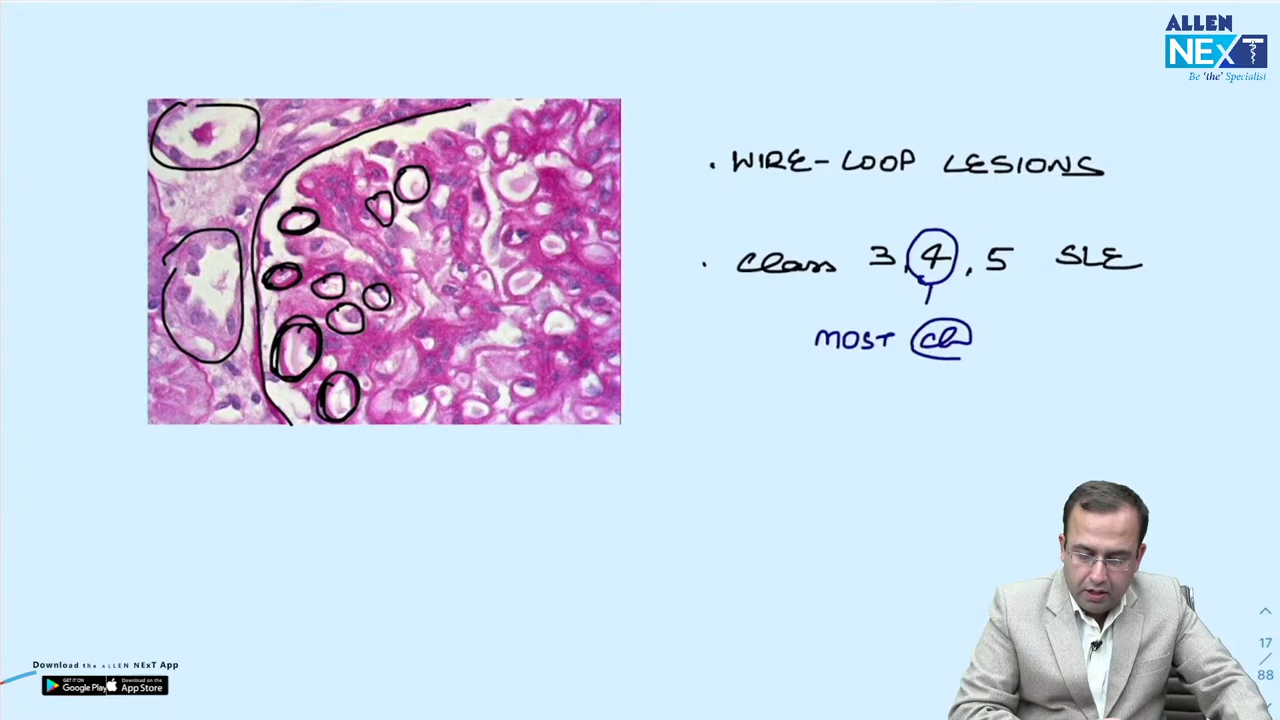 ALLEN
NEXT
Be 'the' Specialist
. WIRE-LOOP LESIONS
. Class 3, 4, 5 SLE
MOST
Download the ALLEN NExT App
GET IT ON
Google Play
Download on the
App Store
17
/
88